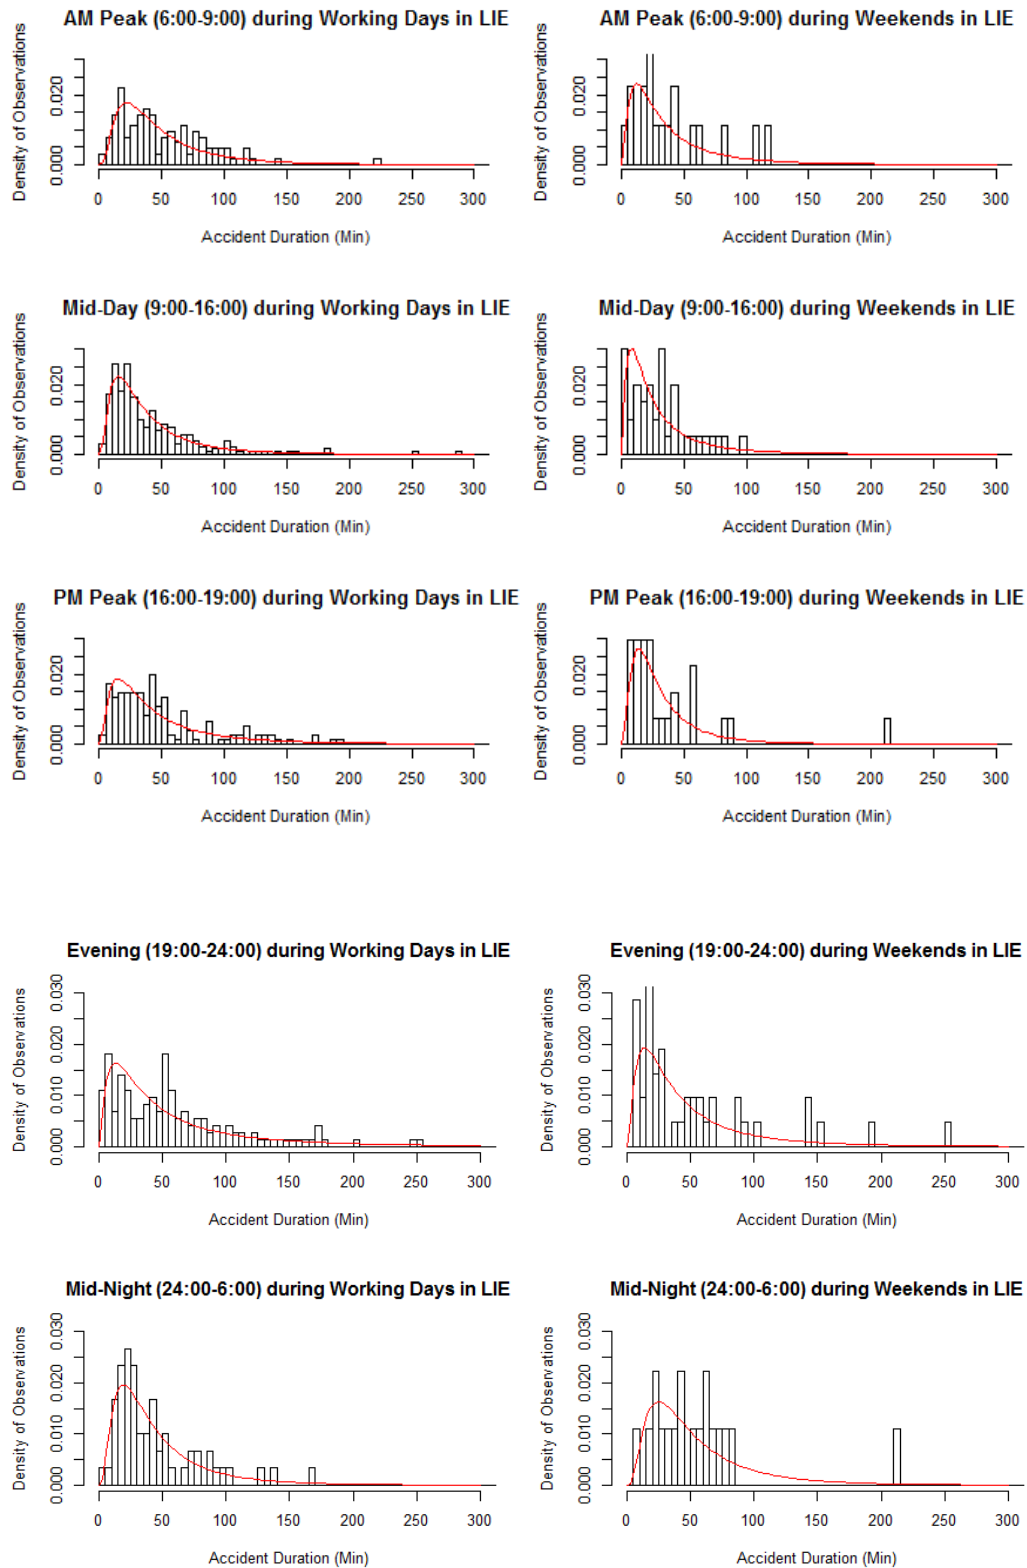 AM Peak (6:00-9:00) during Working Days in LIE
Density of Observations
0.000 0.020
0 50 100 150 200 250 300
Accident Duration (Min)
AM Peak (6:00-9:00) during Weekends in LIE
Density of Observations
0.000 0.020
0 50 100 150 200 250 300
Accident Duration (Min)
Mid-Day (9:00-16:00) during Working Days in LIE
Density of Observations
0.000 0.020
0 50 100 150 200 250 300
Accident Duration (Min)
Mid-Day (9:00-16:00) during Weekends in LIE
Density of Observations
0.000 0.020
0 50 100 150 200 250 300
Accident Duration (Min)
PM Peak (16:00-19:00) during Working Days in LIE
Density of Observations
0.000 0.020
0 50 100 150 200 250 300
Accident Duration (Min)
PM Peak (16:00-19:00) during Weekends in LIE
Density of Observations
0.000 0.020
0 50 100 150 200 250 300
Accident Duration (Min)
Evening (19:00-24:00) during Working Days in LIE
Density of Observations
0.000 0.010 0.020 0.030
0 50 100 150 200 250 300
Accident Duration (Min)
Evening (19:00-24:00) during Weekends in LIE
Density of Observations
0.000 0.010 0.020 0.030
0 50 100 150 200 250 300
Accident Duration (Min)
Mid-Night (24:00-6:00) during Working Days in LIE
Density of Observations
0.000 0.010 0.020 0.030
0 50 100 150 200 250 300
Accident Duration (Min)
Mid-Night (24:00-6:00) during Weekends in LIE
Density of Observations
0.000 0.010 0.020 0.030
0 50 100 150 200 250 300
Accident Duration (Min)